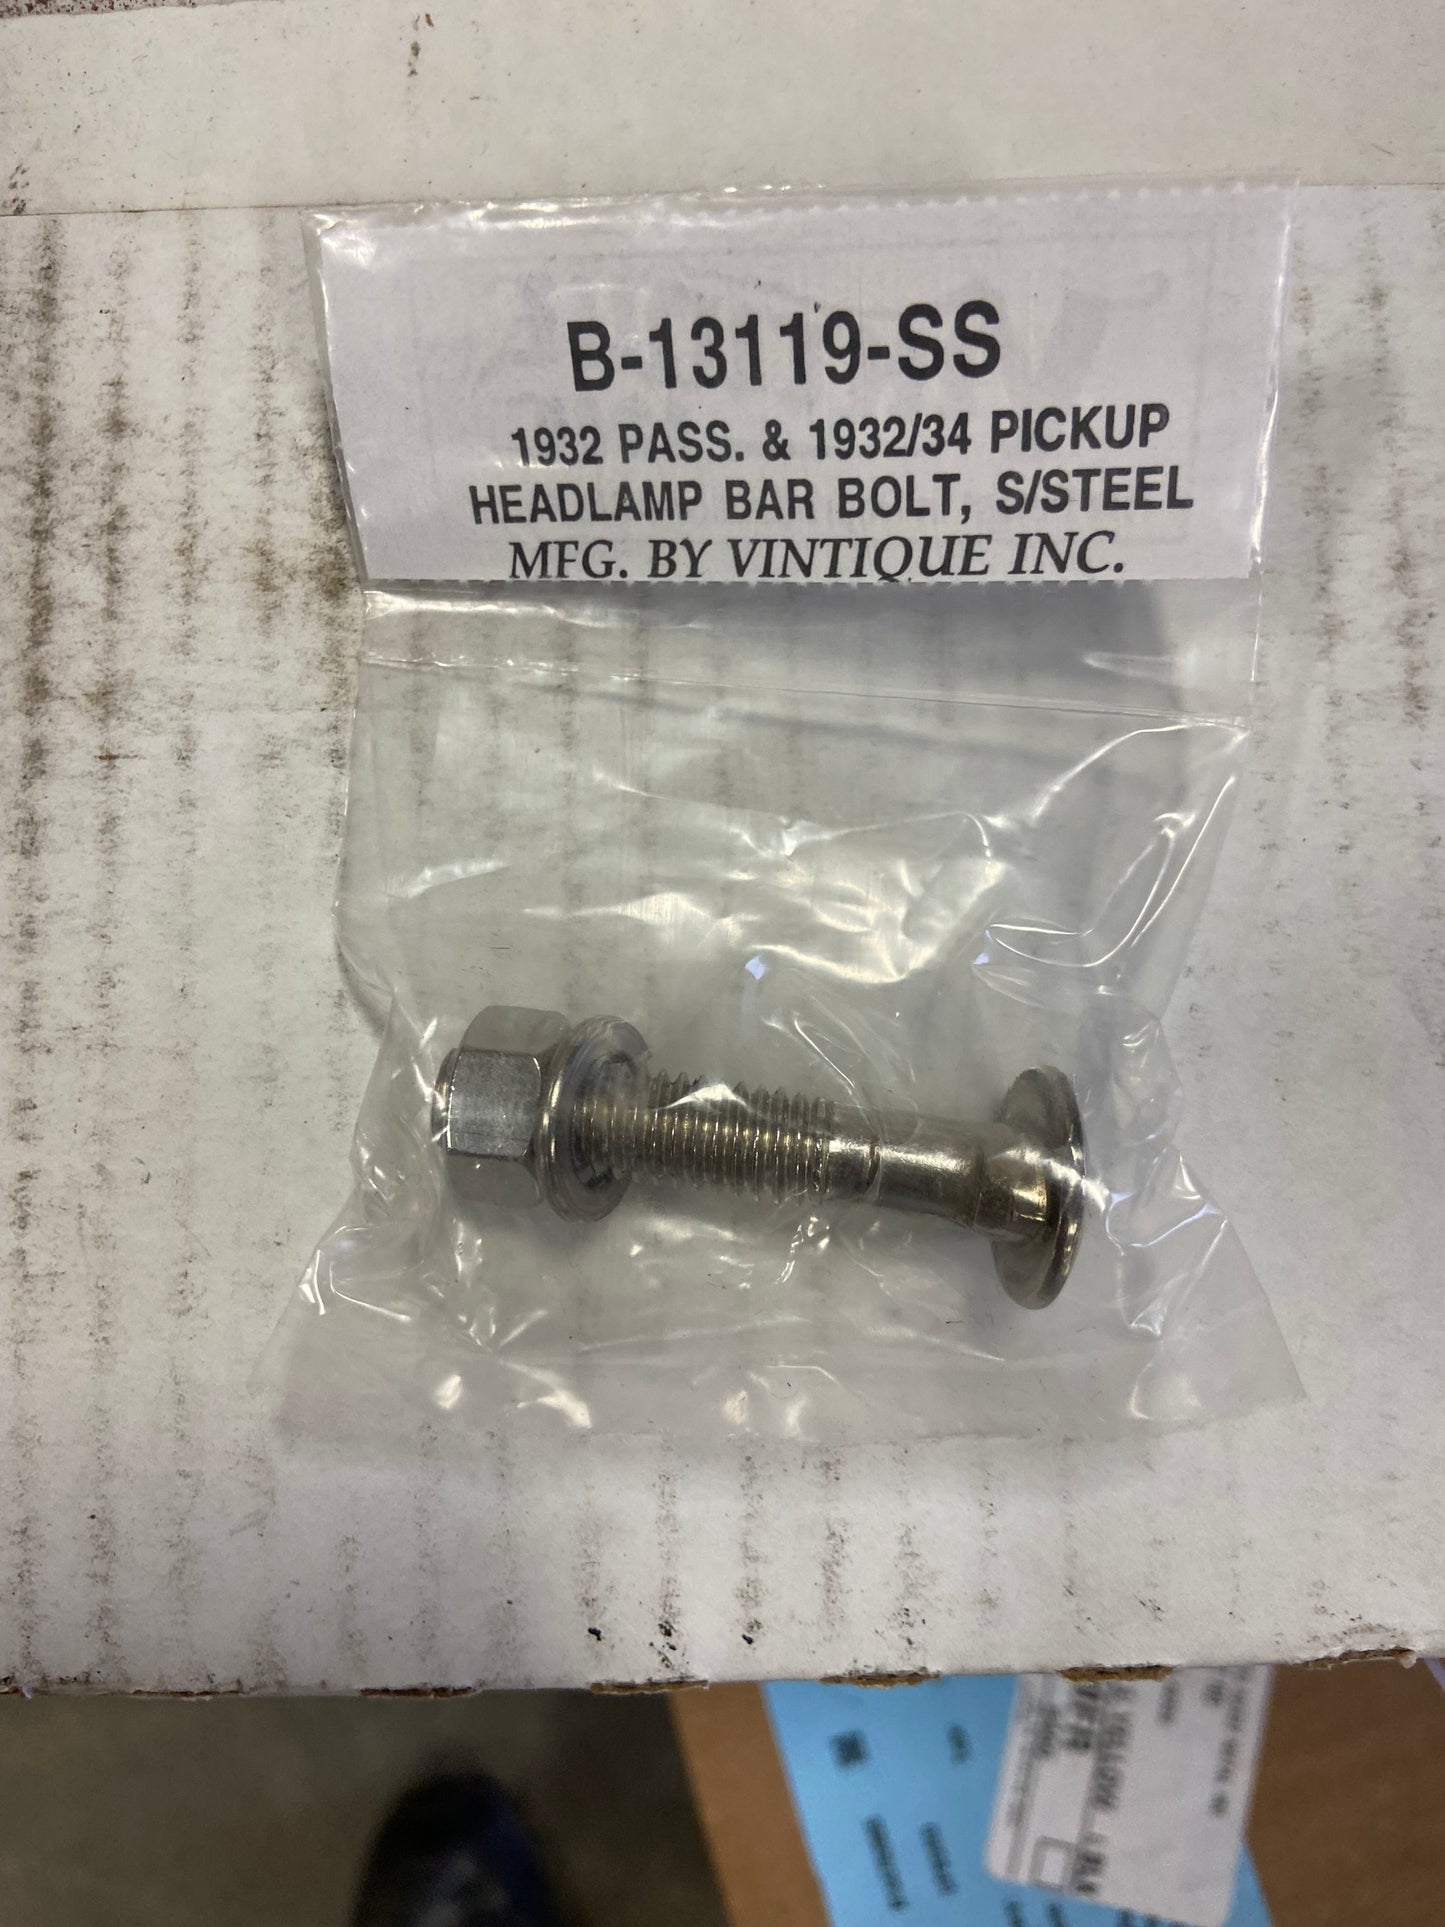 B-13119-SS
1932 PASS. & 1932/34 PICKUP
HEADLAMP BAR BOLT, S/STEEL
MFG. BY VINTIQUE INC.